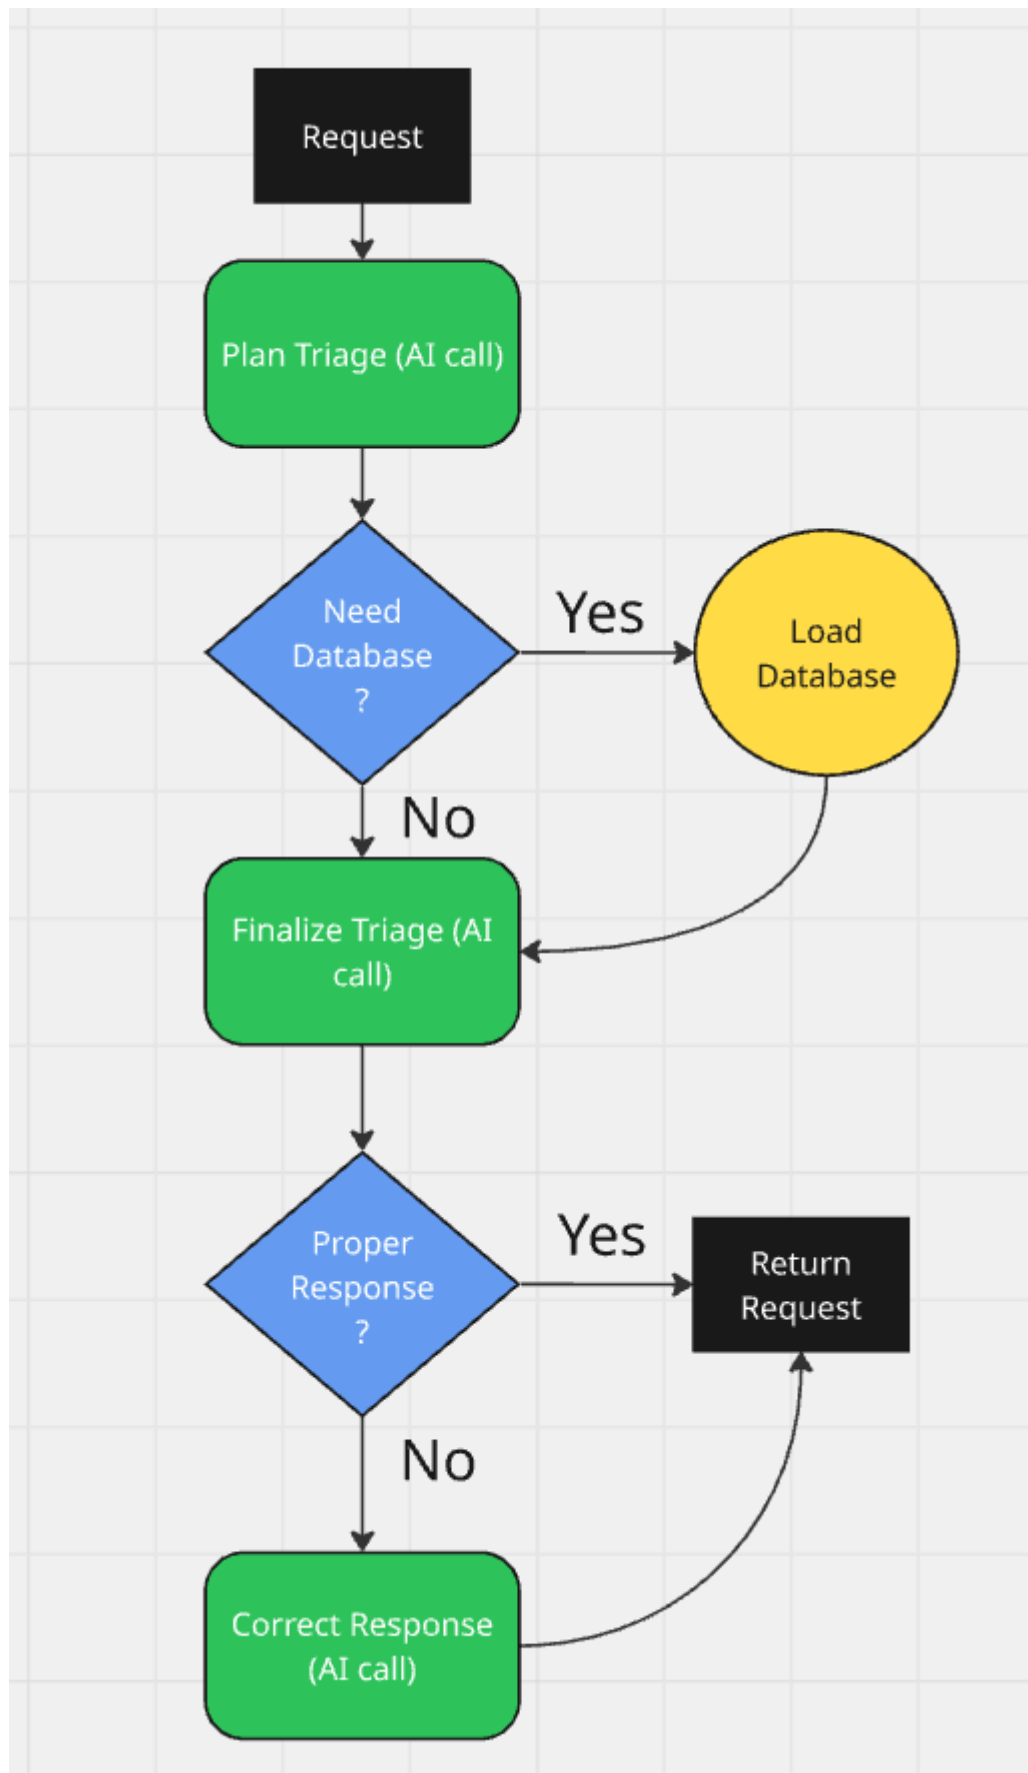 Request
Plan Triage (AI call)
Need
Database
?
Yes
Load
Database
No
Finalize Triage (AI
call)
Proper
Response
?
Yes
Return
Request
No
Correct Response
(AI call)